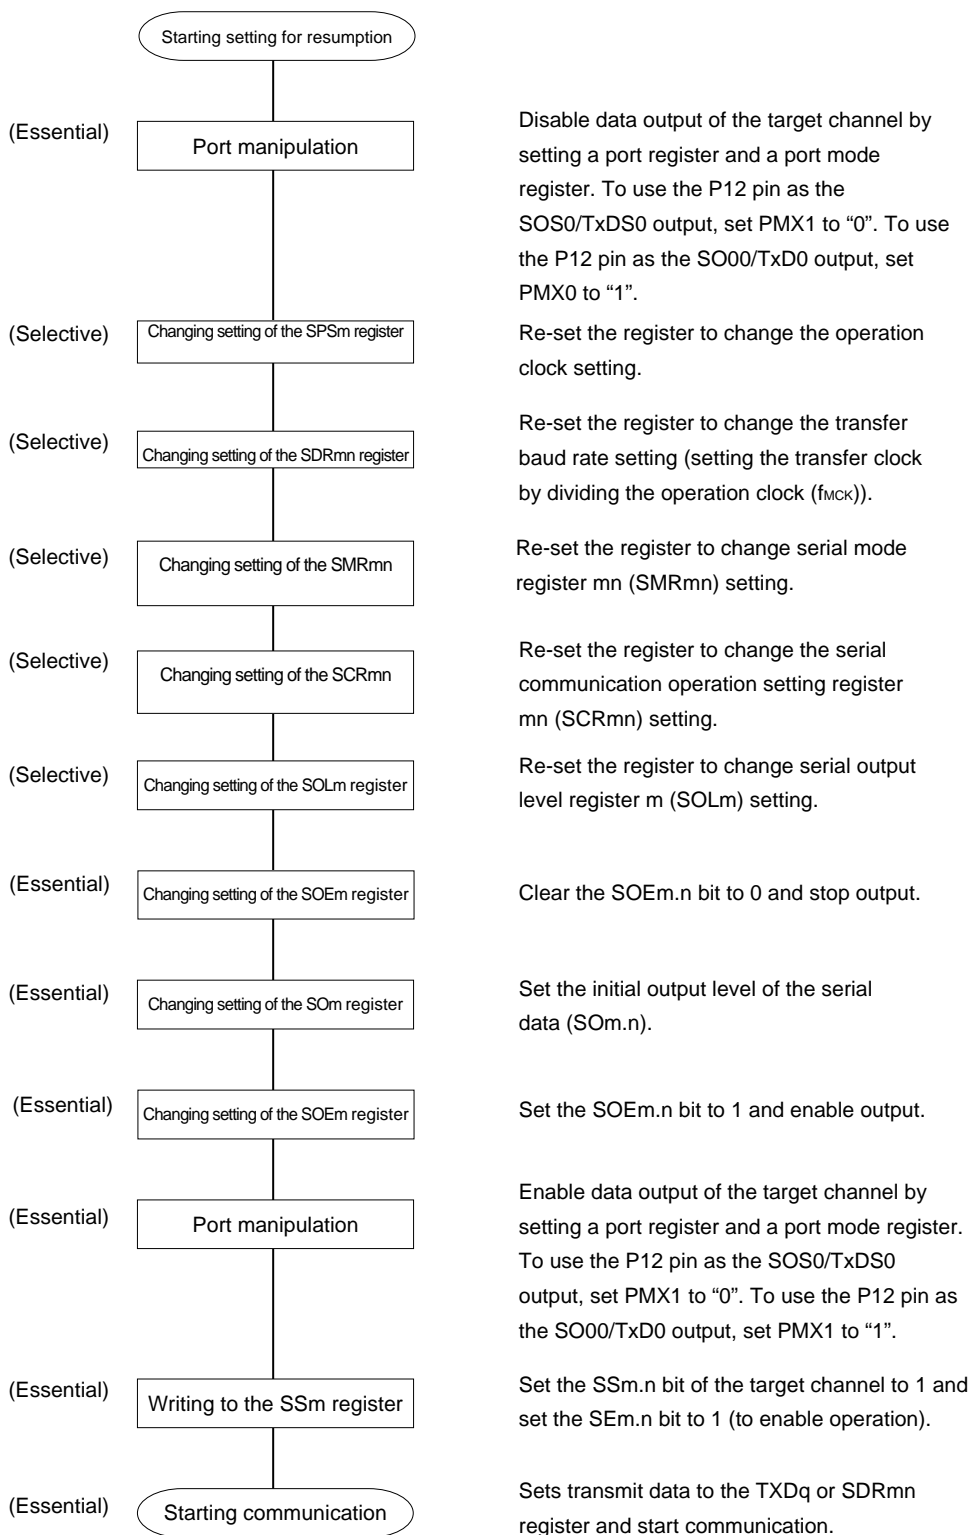 Starting setting for resumption
(Essential)
Port manipulation
Disable data output of the target channel by
setting a port register and a port mode
register. To use the P12 pin as the
SOS0/TxDS0 output, set PMX1 to “0”. To use
the P12 pin as the SO00/TxD0 output, set
PMX0 to “1”.
(Selective)
Changing setting of the SPSm register
Re-set the register to change the operation
clock setting.
(Selective)
Changing setting of the SDRmn register
Re-set the register to change the transfer
baud rate setting (setting the transfer clock
by dividing the operation clock (fMCK)).
(Selective)
Changing setting of the SMRmn
Re-set the register to change serial mode
register mn (SMRmn) setting.
(Selective)
Changing setting of the SCRmn
Re-set the register to change the serial
communication operation setting register
mn (SCRmn) setting.
(Selective)
Changing setting of the SOLm register
Re-set the register to change serial output
level register m (SOLm) setting.
(Essential)
Changing setting of the SOEm register
Clear the SOEm.n bit to 0 and stop output.
(Essential)
Changing setting of the SOm register
Set the initial output level of the serial
data (SOm.n).
(Essential)
Changing setting of the SOEm register
Set the SOEm.n bit to 1 and enable output.
(Essential)
Port manipulation
Enable data output of the target channel by
setting a port register and a port mode register.
To use the P12 pin as the SOS0/TxDS0
output, set PMX1 to “0”. To use the P12 pin as
the SO00/TxD0 output, set PMX1 to “1”.
(Essential)
Writing to the SSm register
Set the SSm.n bit of the target channel to 1 and
set the SEm.n bit to 1 (to enable operation).
(Essential)
Starting communication
Sets transmit data to the TXDq or SDRmn
register and start communication.